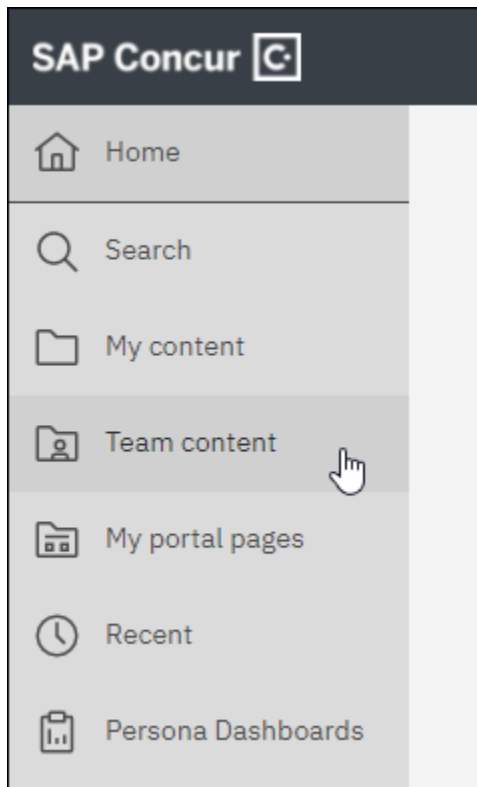 SAP Concur C
Home
Search
My content
Team content
My portal pages
Recent
Persona Dashboards